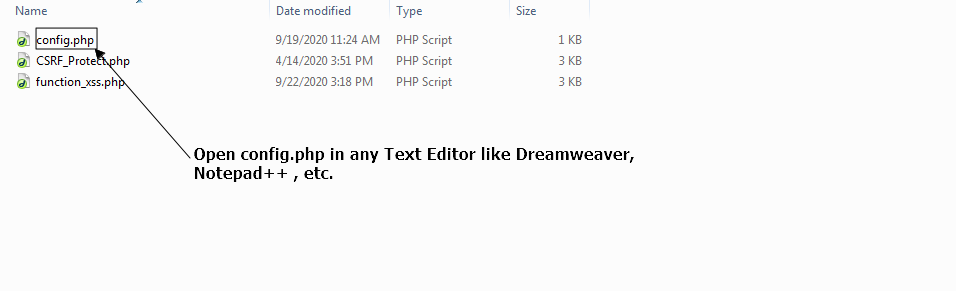 Name Date modified Type Size
config.php 9/19/2020 11:24 AM PHP Script 1 KB
CSRF_Protect.php 4/14/2020 3:51 PM PHP Script 3 KB
function_xss.php 9/22/2020 3:18 PM PHP Script 3 KB
Open config.php in any Text Editor like Dreamweaver,
Notepad++ , etc.